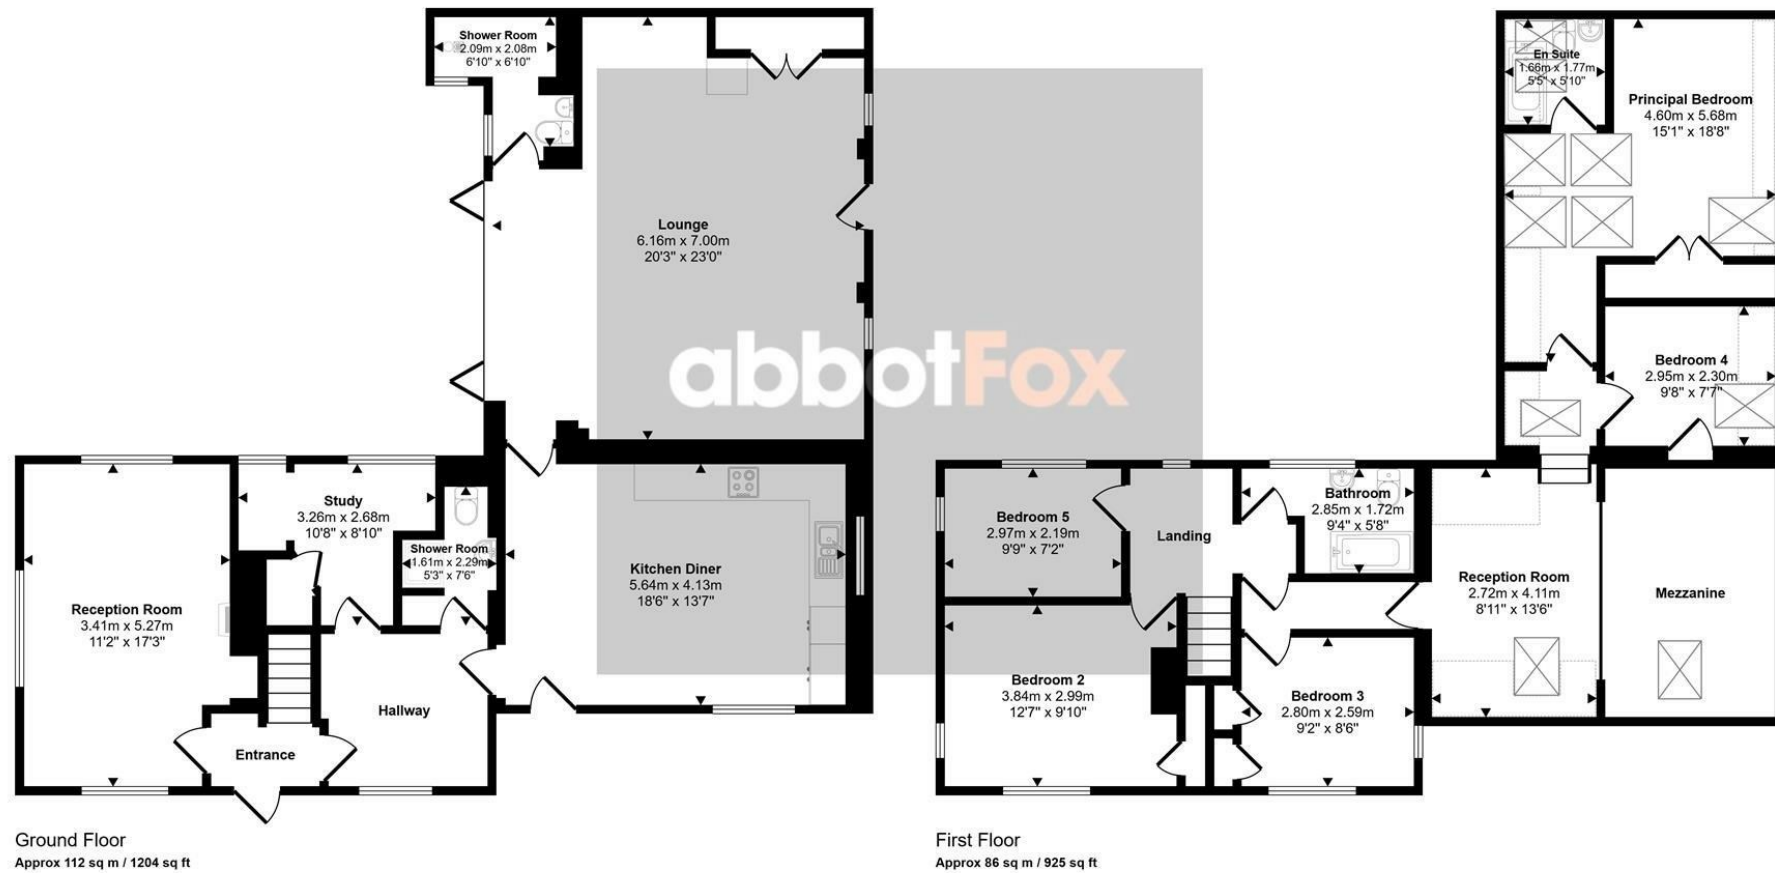 Shower Room
2.09m x 2.08m
6'10" x 6'10"
Lounge
6.16m x 7.00m
20'3" x 23'0"
Study
3.26m x 2.68m
10'8" x 8'10"
Shower Room
1.61m x 2.29m
5'3" x 7'6"
Kitchen Diner
5.64m x 4.13m
18'6" x 13'7"
Reception Room
3.41m x 5.27m
11'2" x 17'3"
Hallway
Entrance
Ground Floor
Approx 112 sq m / 1204 sq ft
abbotFox
En Suite
1.66m x 1.77m
5'5" x 5'10"
Principal Bedroom
4.60m x 5.68m
15'1" x 18'8"
Bedroom 4
2.95m x 2.30m
9'8" x 7'7"
Bedroom 5
2.97m x 2.19m
9'9" x 7'2"
Landing
Bathroom
2.85m x 1.72m
9'4" x 5'8"
Reception Room
2.72m x 4.11m
8'11" x 13'6"
Mezzanine
Bedroom 2
3.84m x 2.99m
12'7" x 9'10"
Bedroom 3
2.80m x 2.59m
9'2" x 8'6"
First Floor
Approx 86 sq m / 925 sq ft